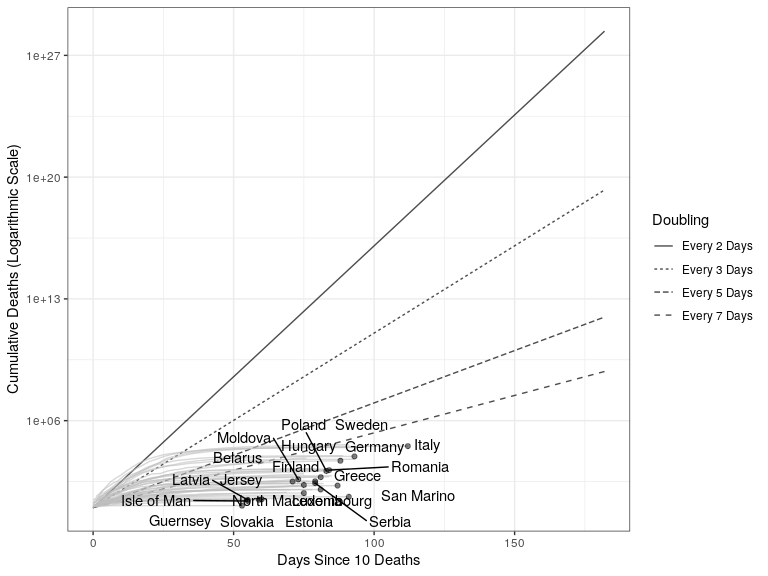 Cumulative Deaths (Logarithmic Scale)
1e+27
1e+20
1e+13
1e+06
Poland Sweden
Moldova Hungary Germany Italy
Belarus Finland Romania
Latvia Jersey Greece
Isle of Man North Macedonia Luxembourg San Marino
Guernsey Slovakia Estonia Serbia
0 50 100 150
Days Since 10 Deaths
Doubling
Every 2 Days
Every 3 Days
Every 5 Days
Every 7 Days